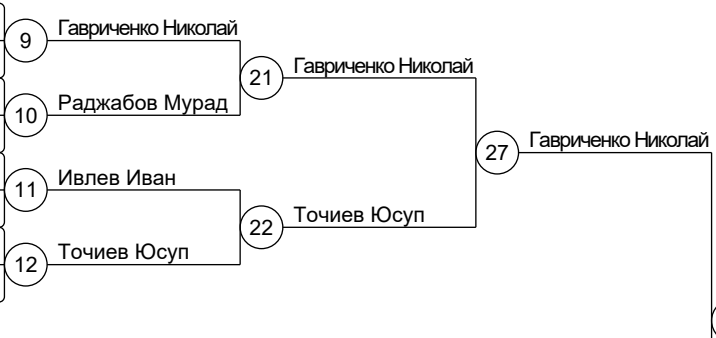 9 Гавриченко Николай
21 Гавриченко Николай
10 Раджабов Мурад
27 Гавриченко Николай
11 Ивлев Иван
22 Точиев Юсуп
12 Точиев Юсуп